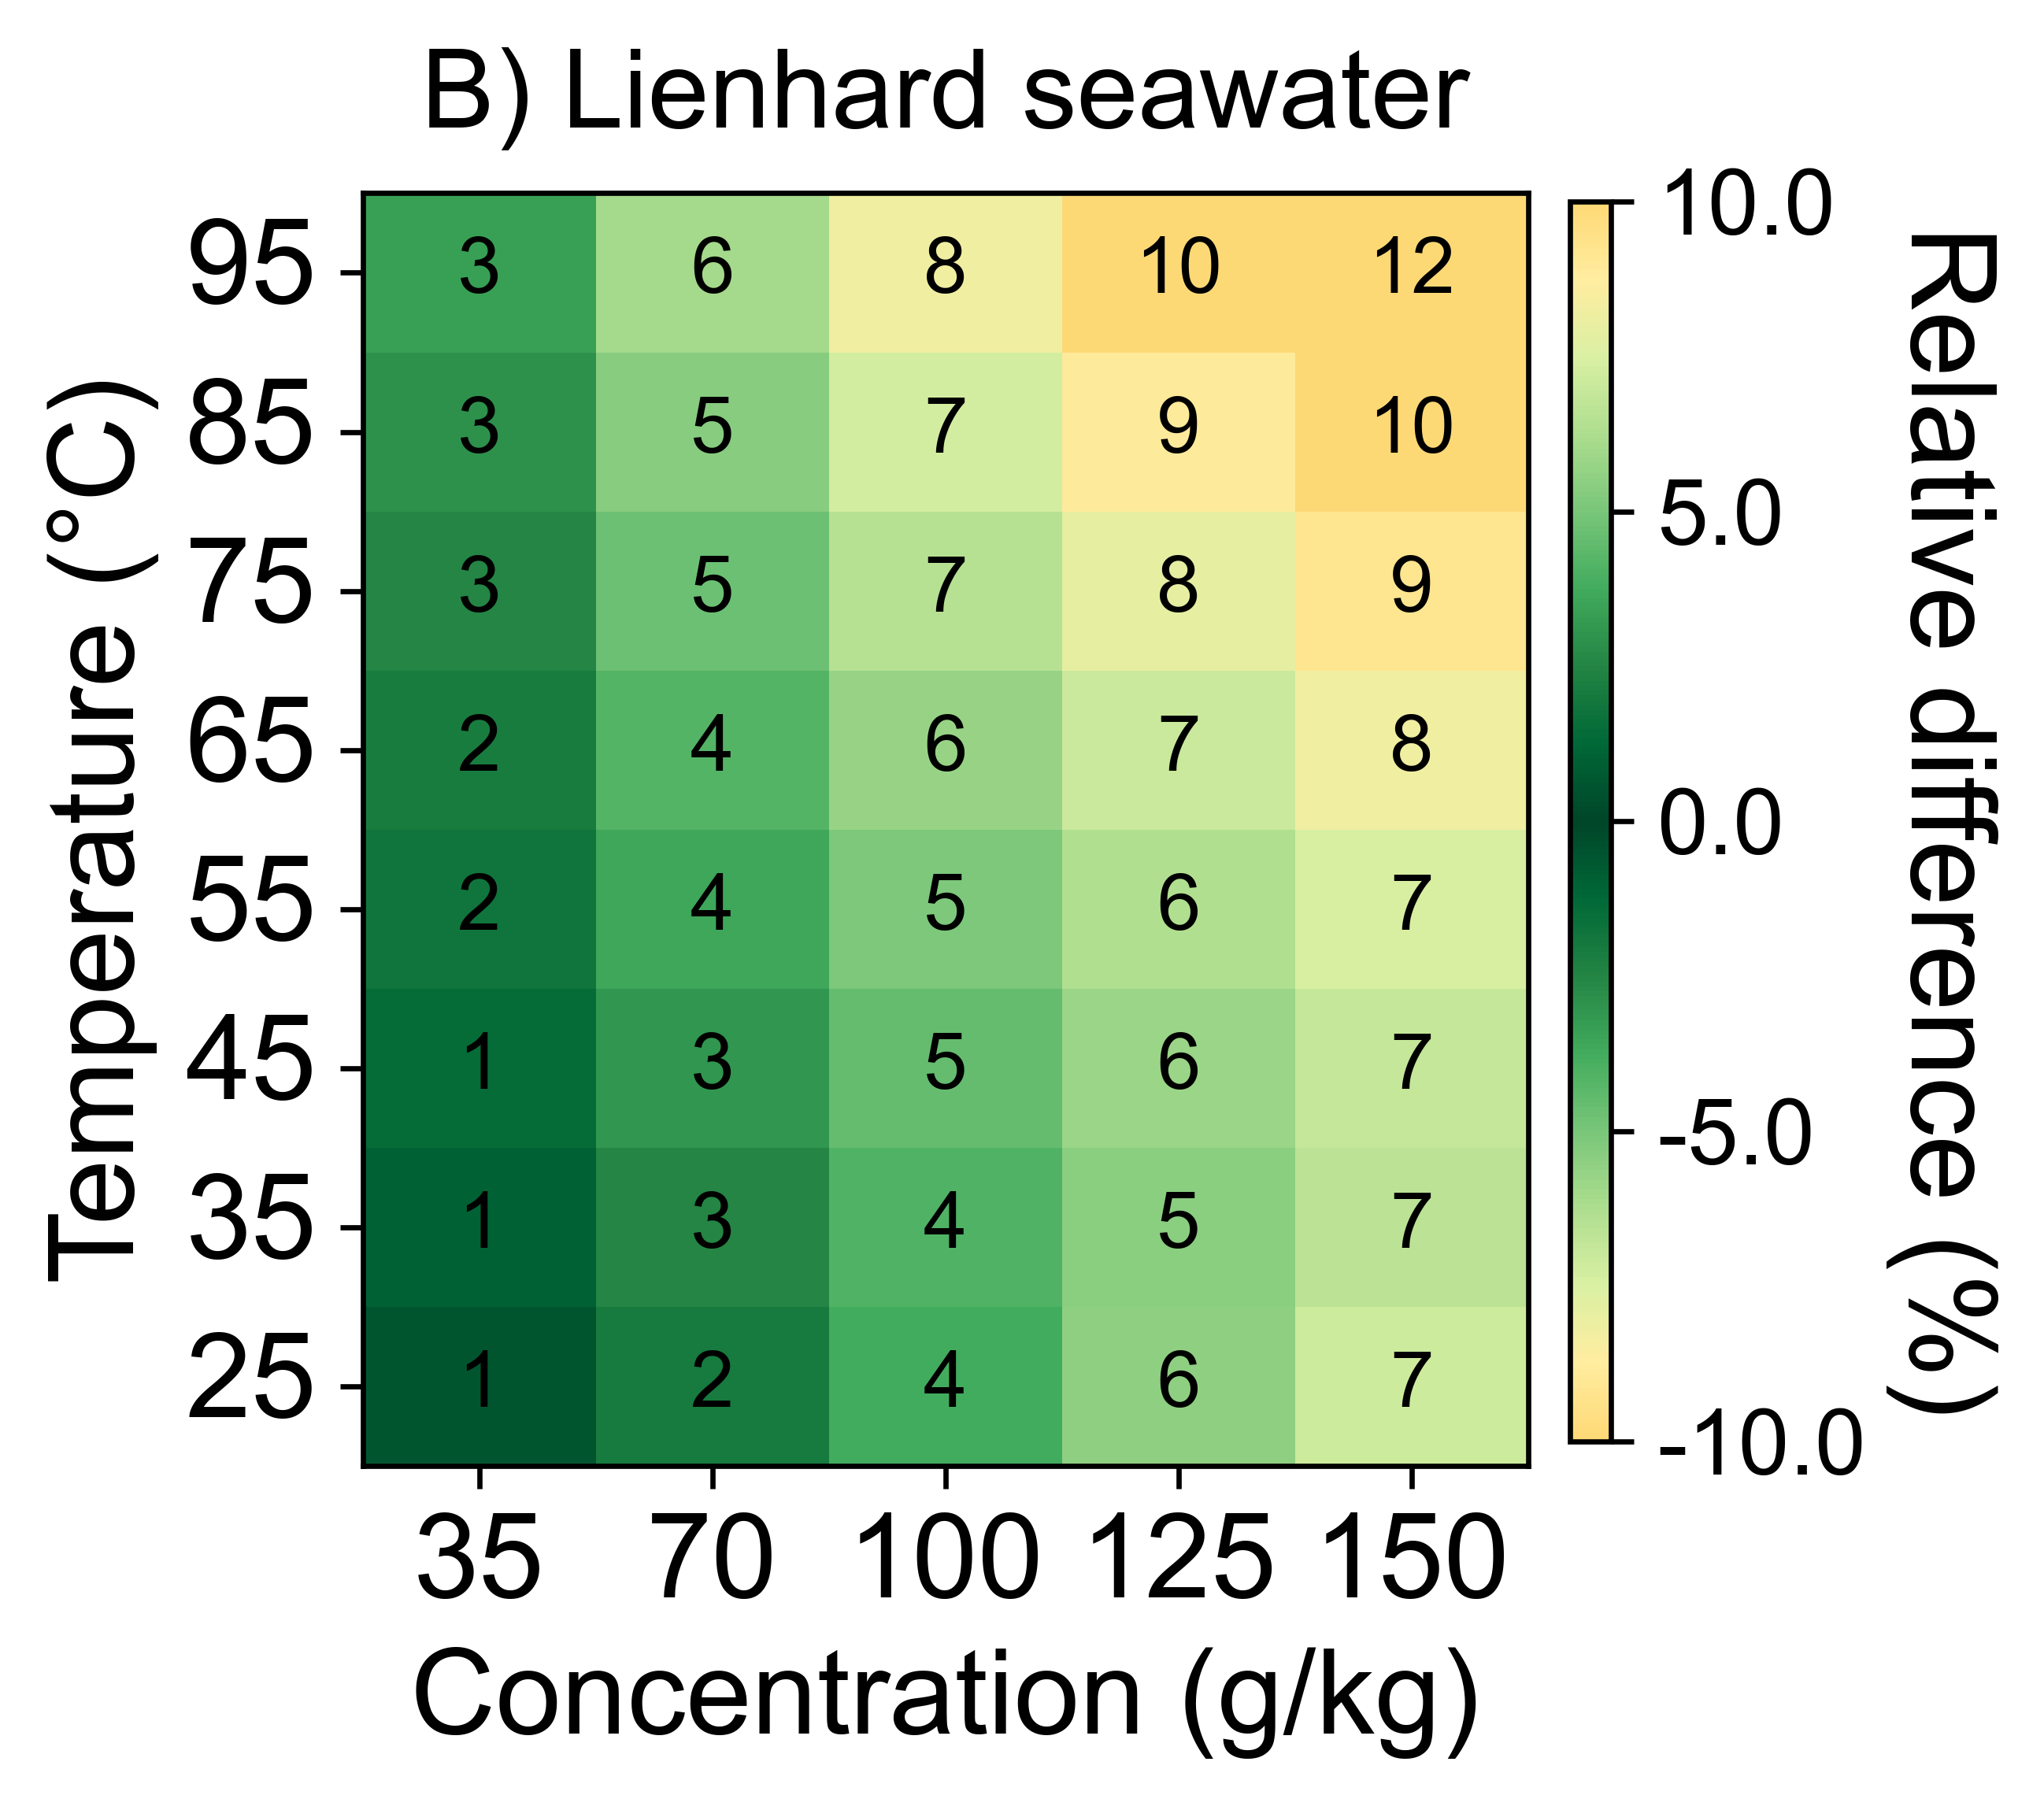 B) Lienhard seawater
95 3 6 8 10 12
85 3 5 7 9 10
75 3 5 7 8 9
65 2 4 6 7 8
55 2 4 5 6 7
45 1 3 5 6 7
35 1 3 4 5 7
25 1 2 4 6 7
35 70 100 125 150
Concentration (g/kg)
Temperature (°C)
10.0
5.0
0.0
-5.0
-10.0
Relative difference (%)